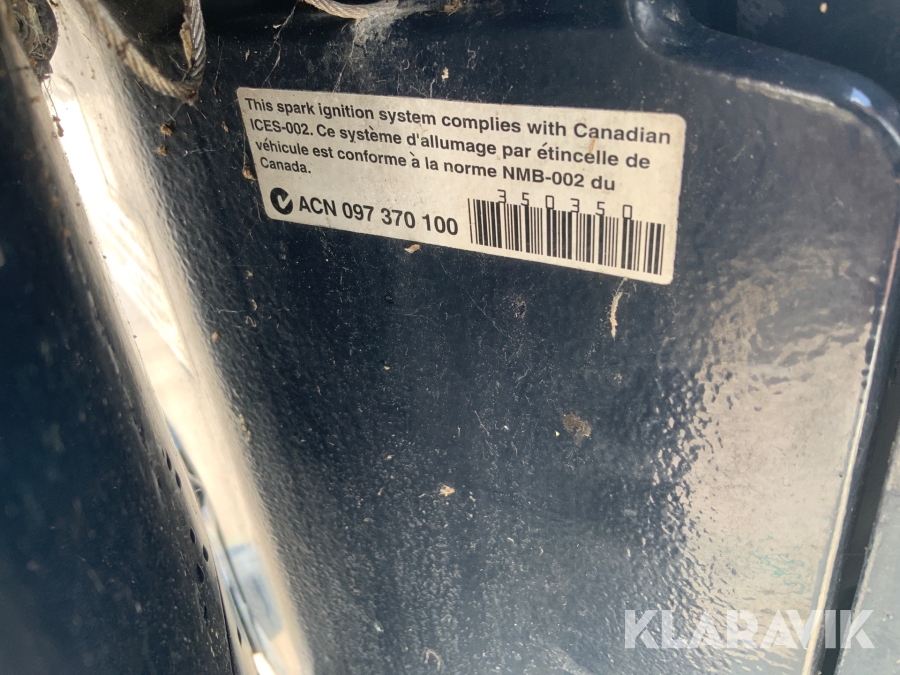 This spark ignition system complies with Canadian
ICES-002. Ce système d'allumage par étincelle de
véhicule est conforme à la norme NMB-002 du
Canada.
350350
ACN 097 370 100
KLARAVIK